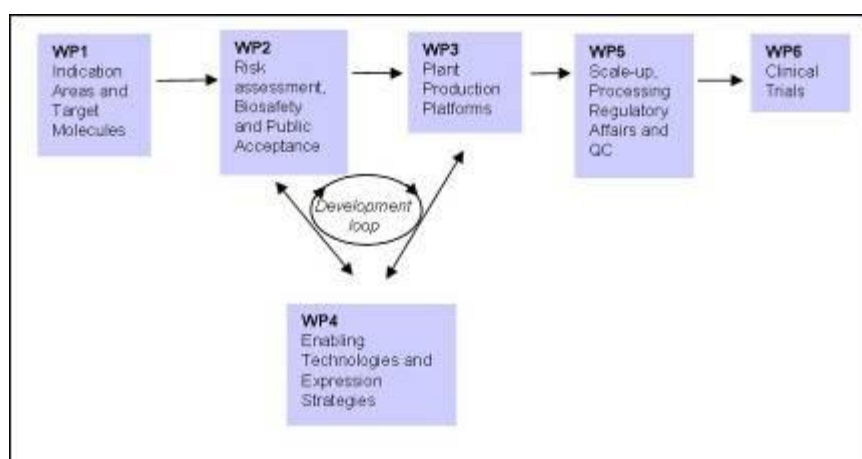 WP1
Indication
Areas and
Target
Molecules
WP2
Risk
assessment,
Biosafety
and Public
Acceptance
WP3
Plant
Production
Platforms
WP5
Scale-up,
Processing
Regulatory
Affairs and
QC
WP6
Clinical
Trials
Development
loop
WP4
Enabling
Technologies and
Expression
Strategies